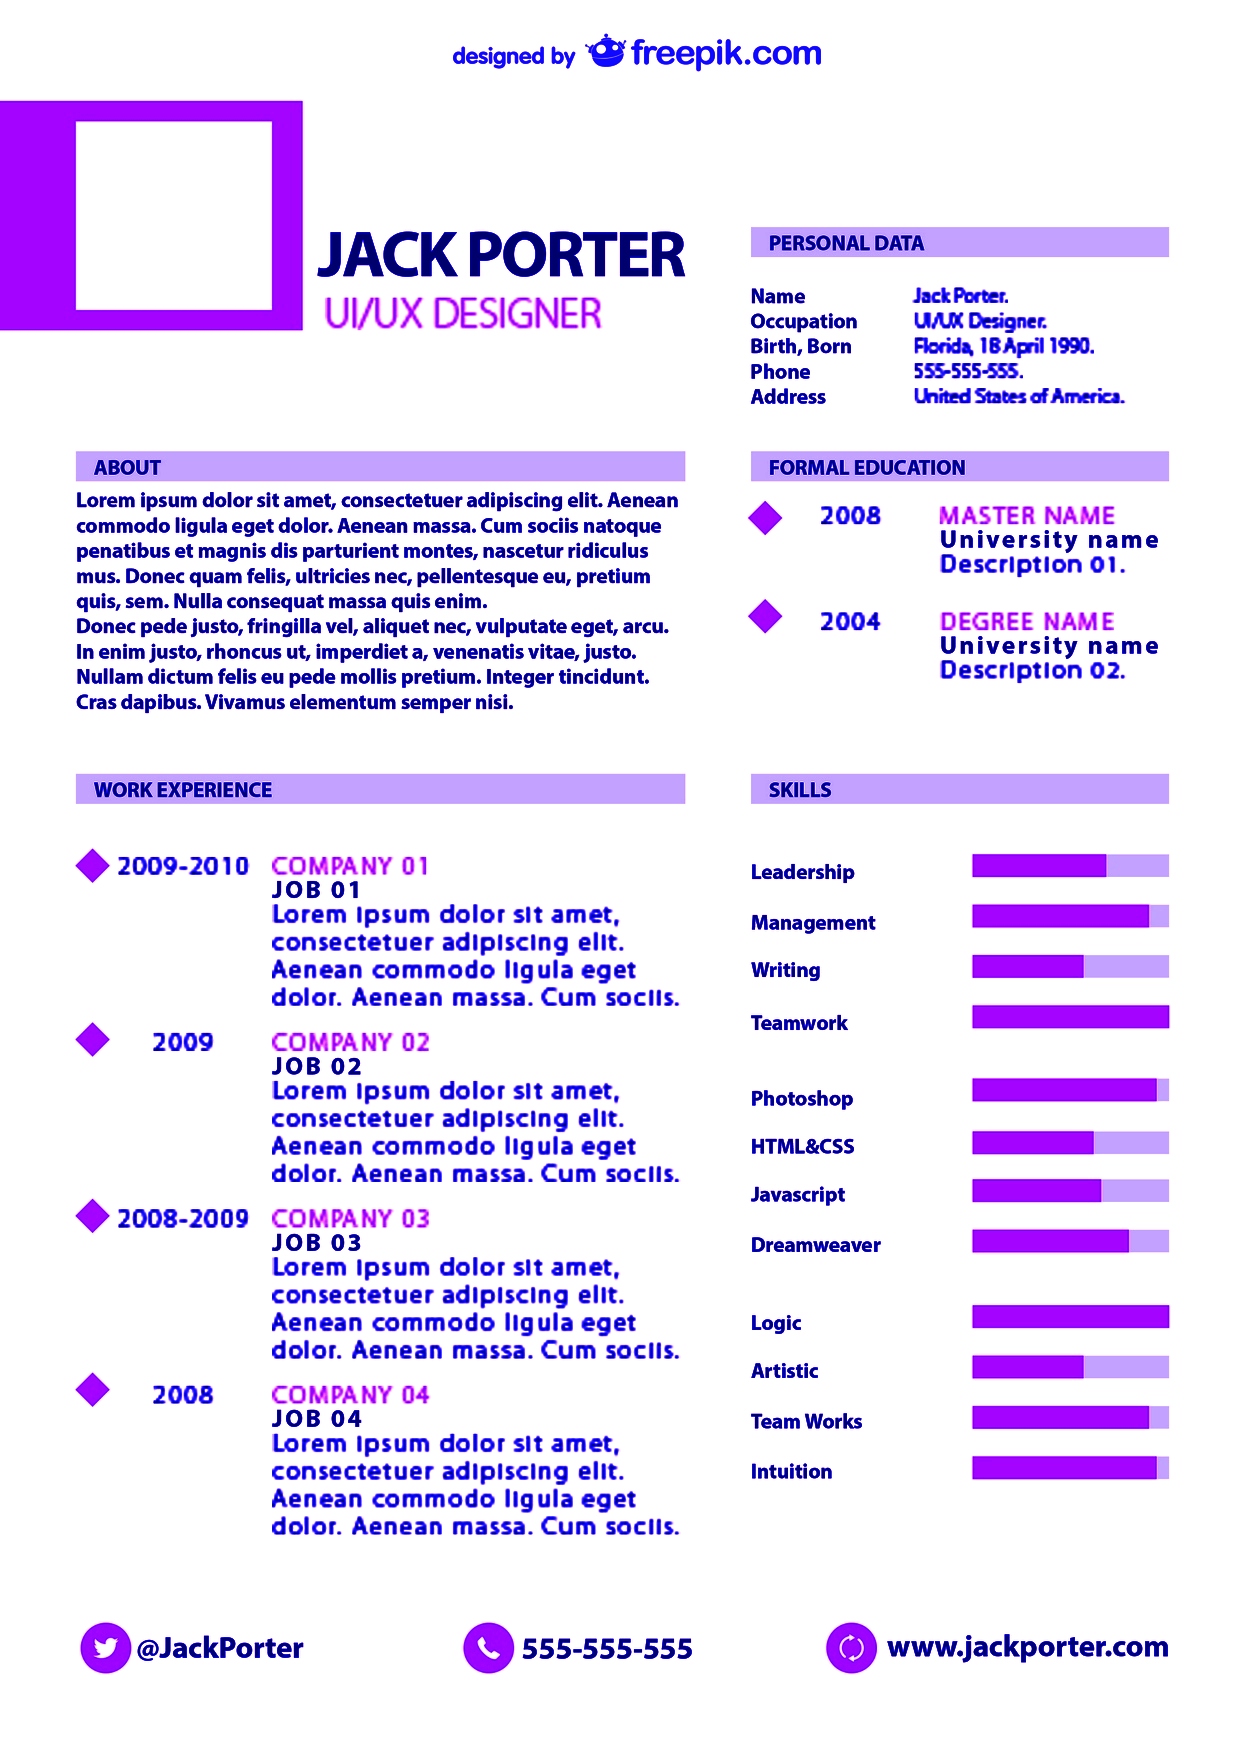 designed by freepik.com
JACK PORTER
UI/UX DESIGNER
PERSONAL DATA
Name Jack Porter.
Occupation UI/UX Designer.
Birth, Born Florida, 18 April 1990.
Phone 555-555-555.
Address United States of America.
ABOUT
Lorem ipsum dolor sit amet, consectetuer adipiscing elit. Aenean
commodo ligula eget dolor. Aenean massa. Cum sociis natoque
penatibus et magnis dis parturient montes, nascetur ridiculus
mus. Donec quam felis, ultricies nec, pellentesque eu, pretium
quis, sem. Nulla consequat massa quis enim.
Donec pede justo, fringilla vel, aliquet nec, vulputate eget, arcu.
In enim justo, rhoncus ut, imperdiet a, venenatis vitae, justo.
Nullam dictum felis eu pede mollis pretium. Integer tincidunt.
Cras dapibus. Vivamus elementum semper nisi.
FORMAL EDUCATION
2008 MASTER NAME
University name
Description 01.
2004 DEGREE NAME
University name
Description 02.
WORK EXPERIENCE
2009-2010 COMPANY 01
JOB 01
Lorem ipsum dolor sit amet,
consectetuer adipiscing elit.
Aenean commodo ligula eget
dolor. Aenean massa. Cum sociis.
2009 COMPANY 02
JOB 02
Lorem ipsum dolor sit amet,
consectetuer adipiscing elit.
Aenean commodo ligula eget
dolor. Aenean massa. Cum sociis.
2008-2009 COMPANY 03
JOB 03
Lorem ipsum dolor sit amet,
consectetuer adipiscing elit.
Aenean commodo ligula eget
dolor. Aenean massa. Cum sociis.
2008 COMPANY 04
JOB 04
Lorem ipsum dolor sit amet,
consectetuer adipiscing elit.
Aenean commodo ligula eget
dolor. Aenean massa. Cum sociis.
SKILLS
Leadership
Management
Writing
Teamwork
Photoshop
HTML&CSS
Javascript
Dreamweaver
Logic
Artistic
Team Works
Intuition
@JackPorter
555-555-555
www.jackporter.com